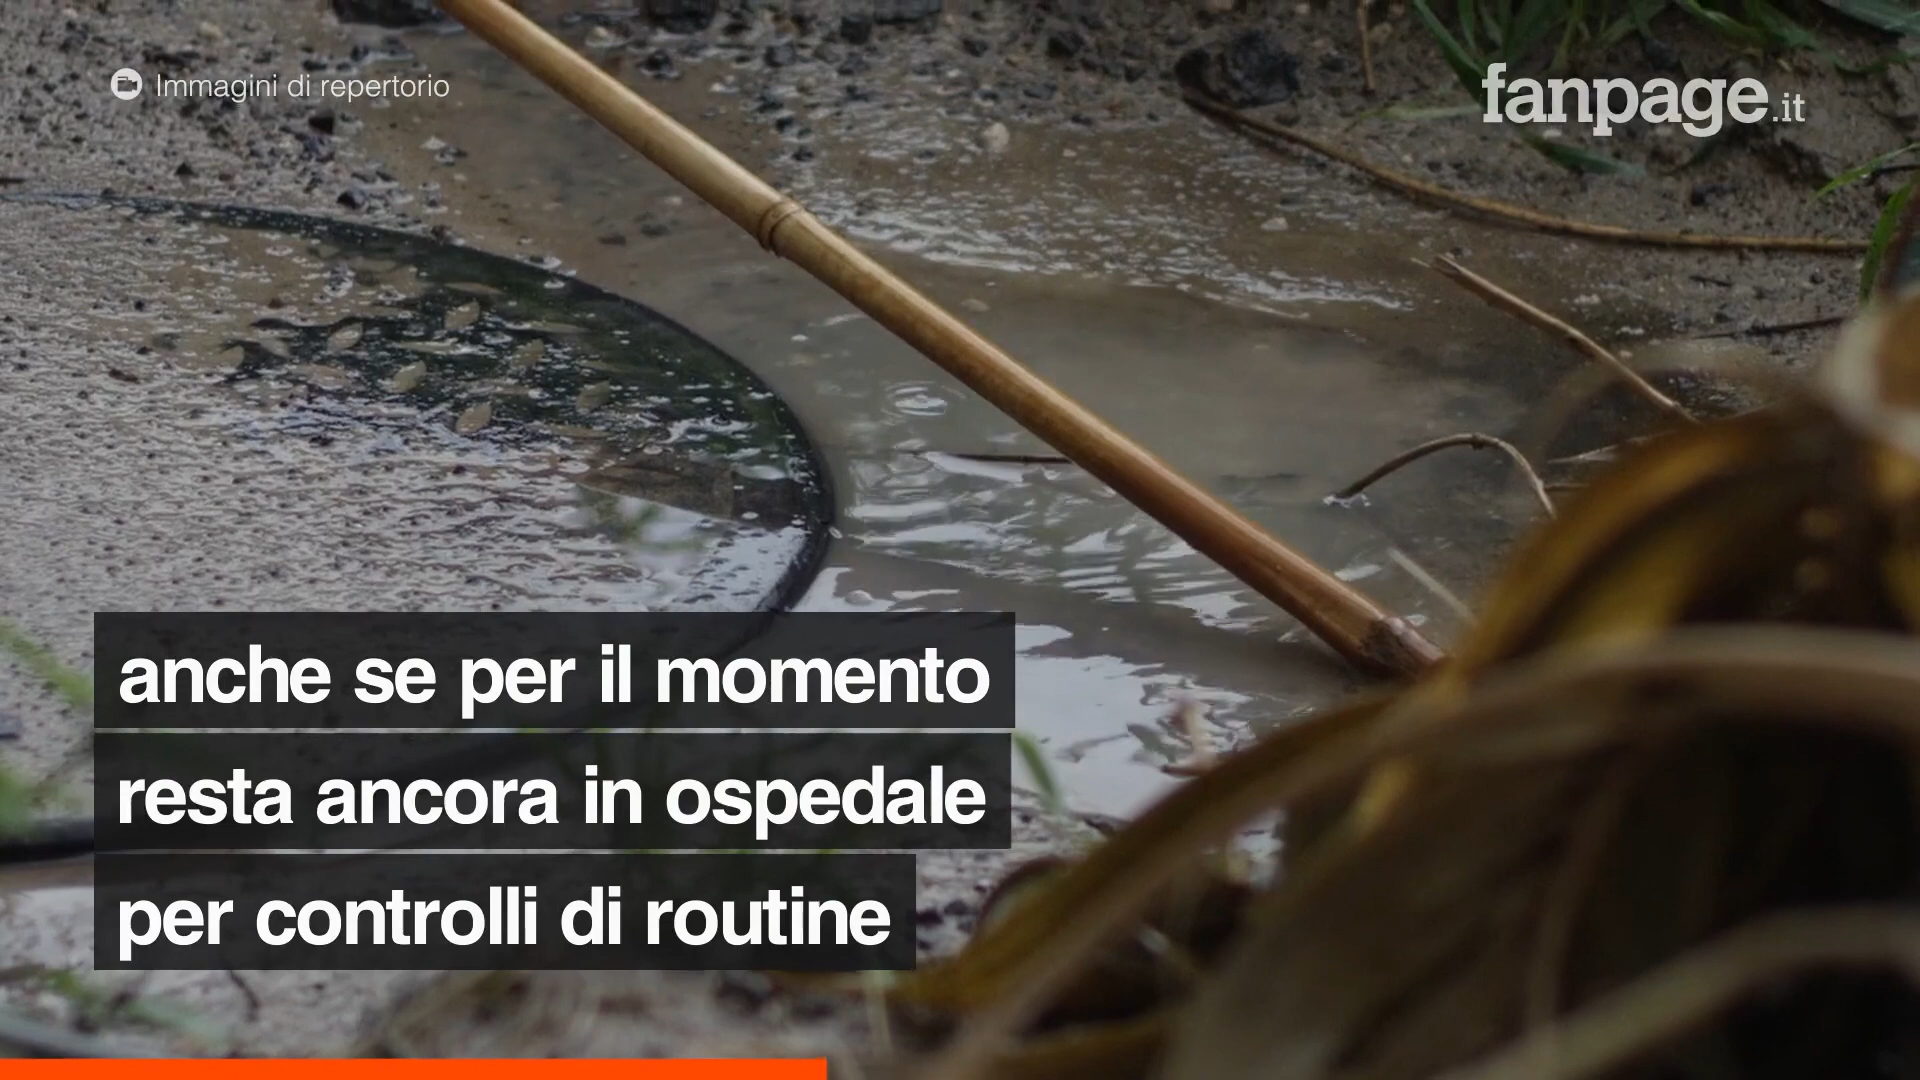 Immagini di repertorio
fanpage.it
anche se per il momento
resta ancora in ospedale
per controlli di routine